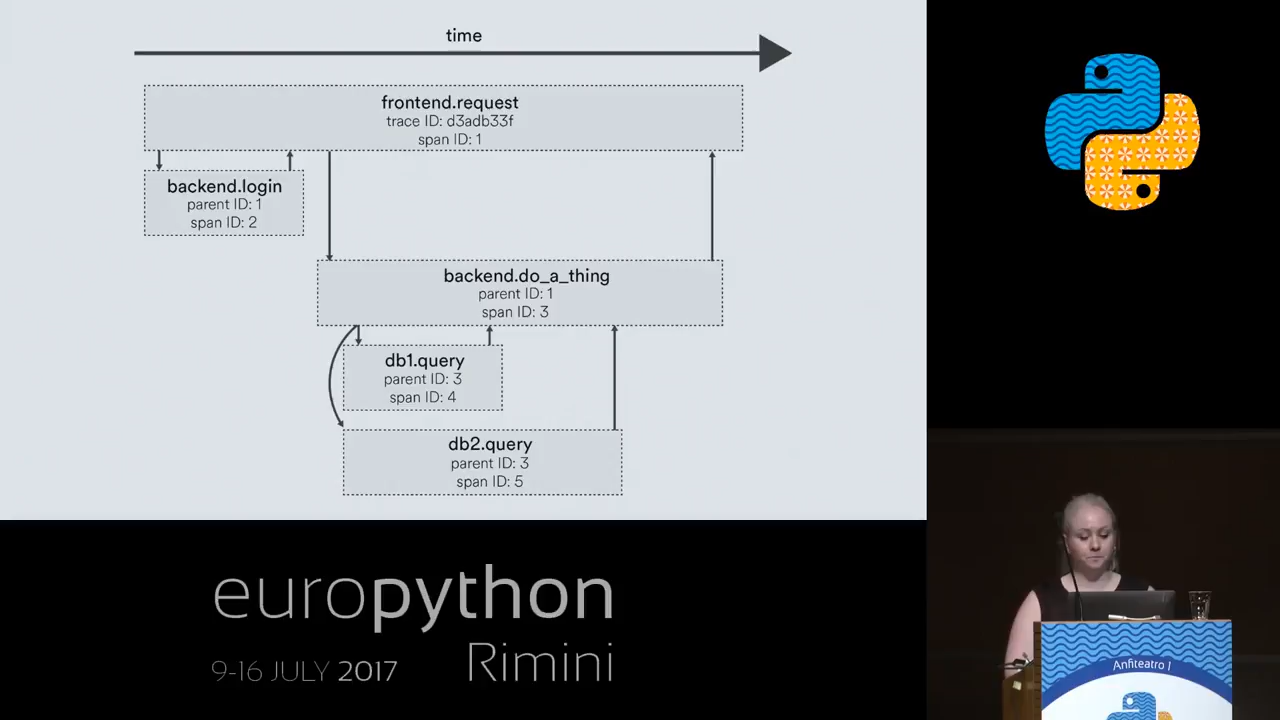 time
frontend.request
trace ID: d3adb33f
span ID: 1
backend.login
parent ID: 1
span ID: 2
backend.do_a_thing
parent ID: 1
span ID: 3
db1.query
parent ID: 3
span ID: 4
db2.query
parent ID: 3
span ID: 5
europython
9-16 JULY 2017 Rimini
Anfiteatro 1